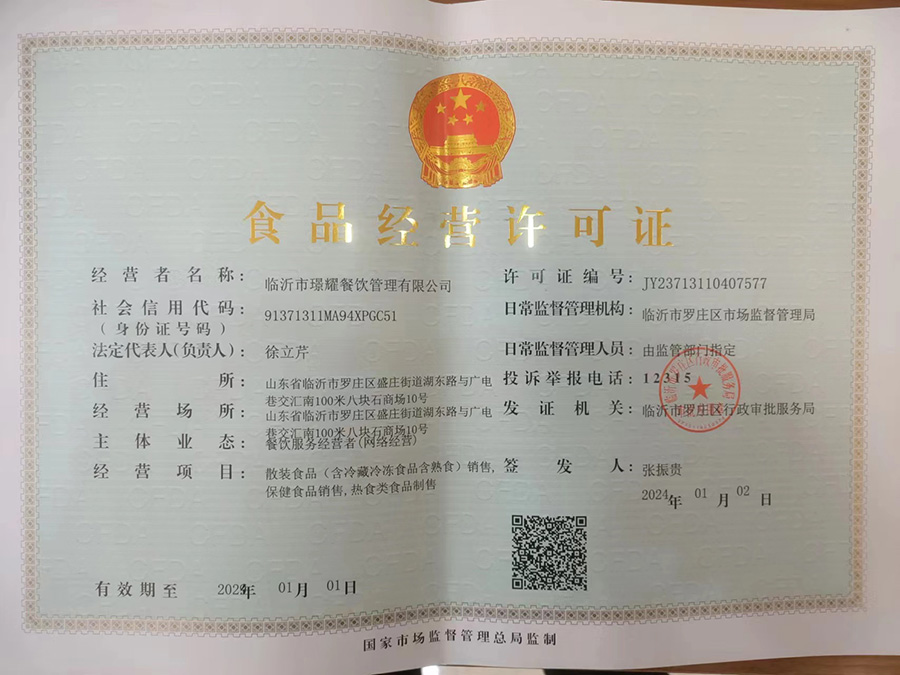 食品经营许可证
经营者名称： 临沂市璟耀餐饮管理有限公司
社会信用代码： 91371311MA94XPGC51
（身份证号码）
法定代表人(负责人)： 徐立芹
住所： 山东省临沂市罗庄区盛庄街道湖东路与广电
巷交汇南100米八块石商场10号
经营场所： 山东省临沂市罗庄区盛庄街道湖东路与广电
巷交汇南100米八块石商场10号
主体业态： 餐饮服务经营者(网络经营)
经营项目： 散装食品（含冷藏冷冻食品含熟食）销售,
保健食品销售,热食类食品制售
有效期至 年 01月 01日
许可证编号： JY23713110407577
日常监督管理机构： 临沂市罗庄区市场监督管理局
日常监督管理人员： 由监管部门指定
投诉举报电话： 12315
发证机关： 临沂市罗庄区行政审批服务局
签发人： 张振贵
2024年 01月 02日
国家市场监督管理总局监制